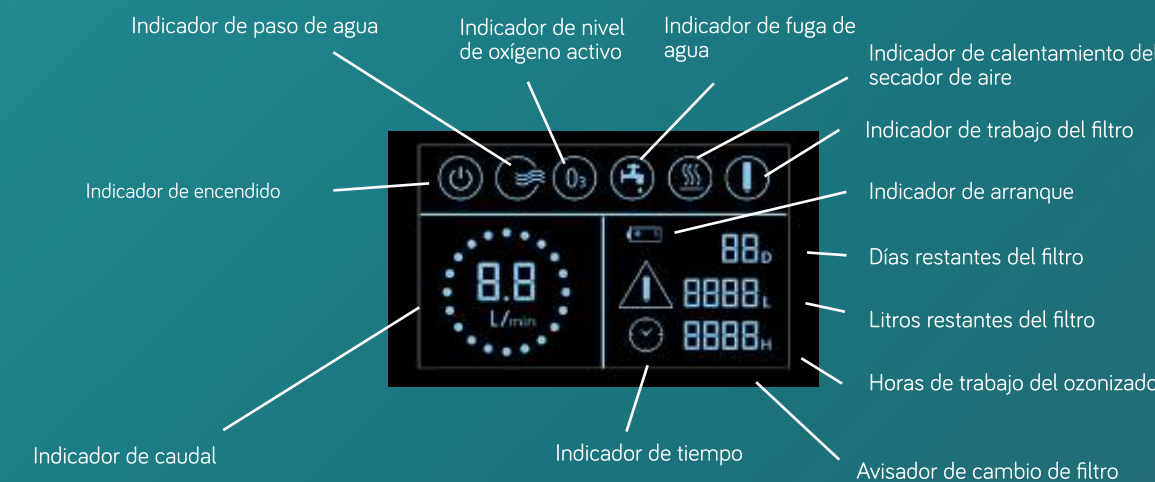 Indicador de paso de agua
Indicador de nivel
de oxígeno activo
Indicador de fuga de
agua
Indicador de calentamiento del
secador de aire
Indicador de trabajo del filtro
Indicador de encendido
Indicador de arranque
Días restantes del filtro
Litros restantes del filtro
Horas de trabajo del ozonizado
Indicador de caudal
Indicador de tiempo
Avisador de cambio de filtro
O3
8.8
L/min
88D
8888L
8888H